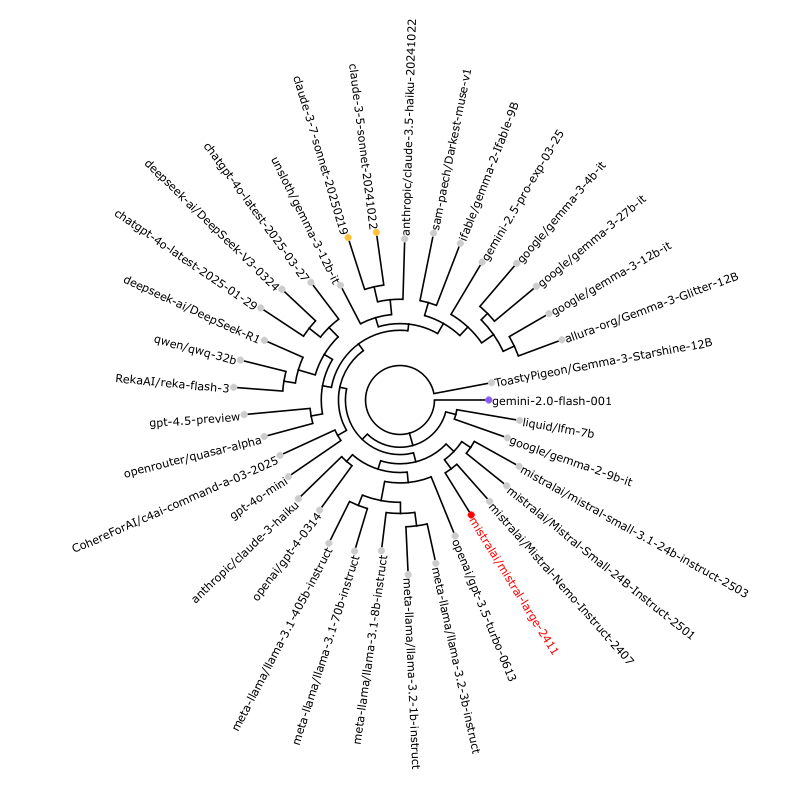 anthropic/claude-3.5-haiku-20241022
sam-paech/Darkest-muse-v1
ifable/gemma-2-Ifable-9B
gemini-2.5-pro-exp-03-25
google/gemma-3-4b-it
google/gemma-3-27b-it
google/gemma-3-12b-it
allura-org/Gemma-3-Glitter-12B
ToastyPigeon/Gemma-3-Starshine-12B
gemini-2.0-flash-001
liquid/lfm-7b
google/gemma-2-9b-it
mistralai/mistral-small-3.1-24b-instruct-2503
mistralai/Mistral-Small-24B-Instruct-2501
mistralai/Mistral-Nemo-Instruct-2407
mistralai/mistral-large-2411
openai/gpt-3.5-turbo-0613
meta-llama/llama-3.2-3b-instruct
meta-llama/llama-3.2-1b-instruct
meta-llama/llama-3.1-8b-instruct
meta-llama/llama-3.1-70b-instruct
meta-llama/llama-3.1-405b-instruct
openai/gpt-4-0314
anthropic/claude-3-haiku
gpt-4o-mini
CohereForAI/c4ai-command-a-03-2025
openrouter/quasar-alpha
gpt-4.5-preview
RekaAI/reka-flash-3
qwen/qwq-32b
deepseek-ai/DeepSeek-R1
chatgpt-4o-latest-2025-01-29
deepseek-ai/DeepSeek-V3-0324
chatgpt-4o-latest-2025-03-27
unsloth/gemma-3-12b-it
claude-3-7-sonnet-20250219
claude-3-5-sonnet-20241022